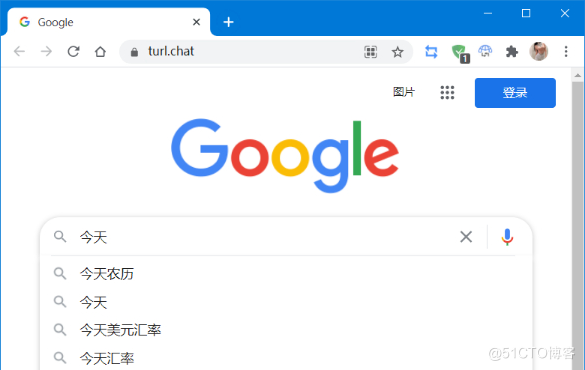 Google
turl.chat
1
图片
登录
Google
今天
今天农历
今天
今天美元汇率
今天汇率
@51CTO博客